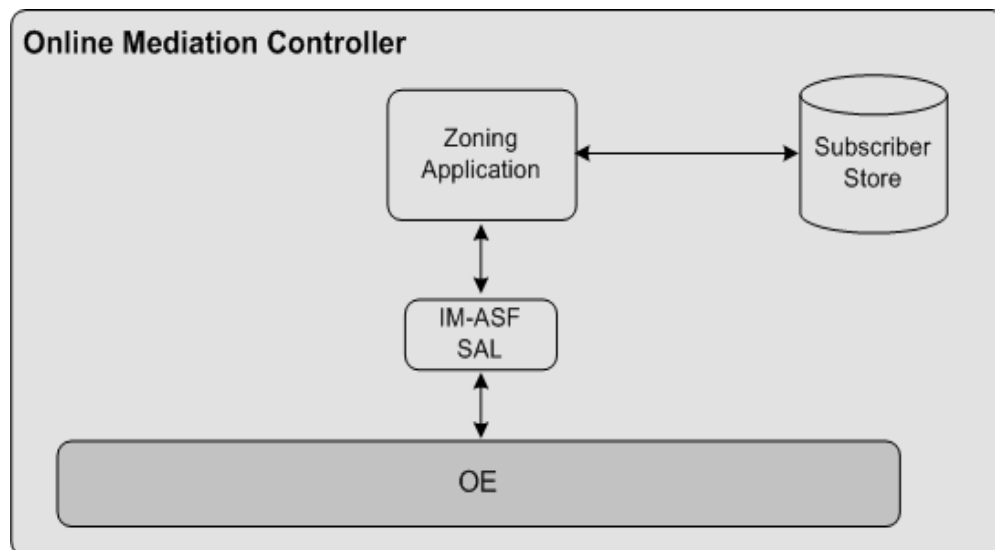 Online Mediation Controller
Zoning
Application
Subscriber
Store
IM-ASF
SAL
OE